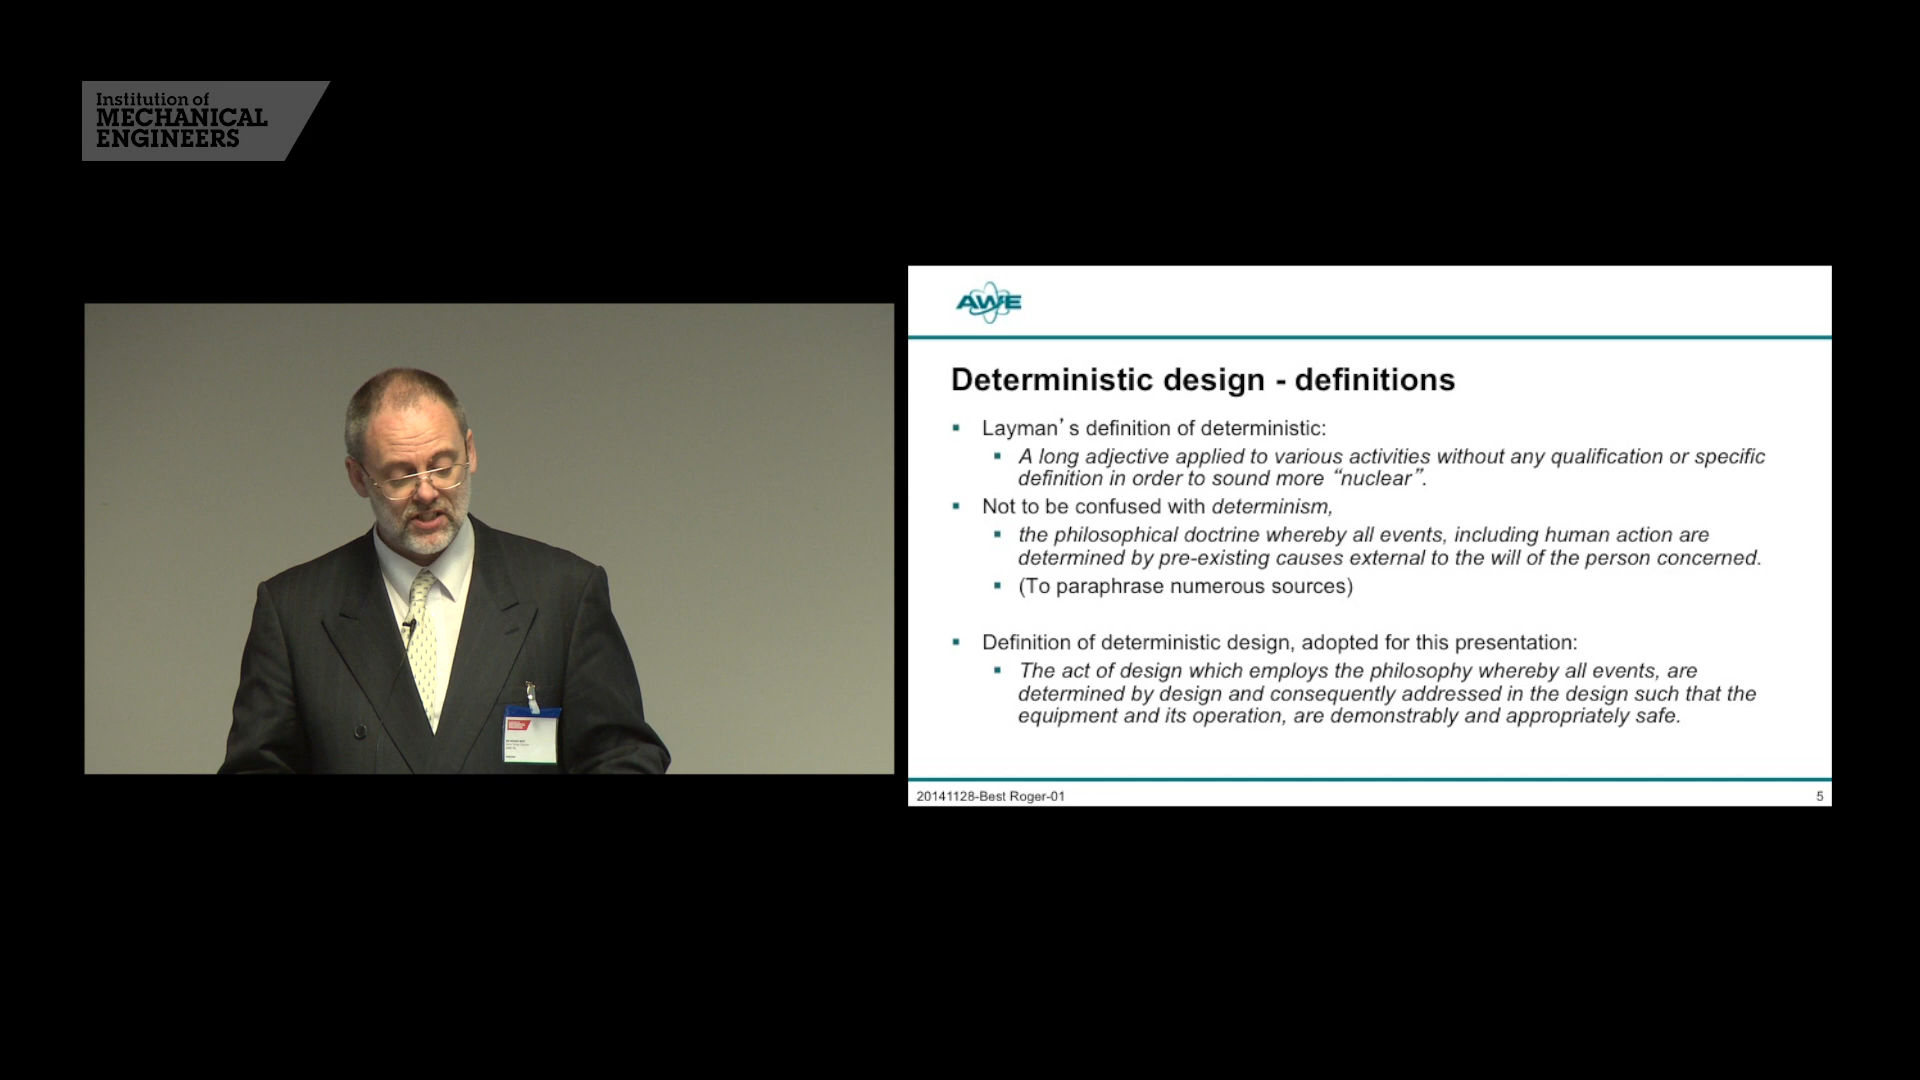 Institution of
MECHANICAL
ENGINEERS
AWE
Deterministic design - definitions
▪ Layman’s definition of deterministic:
▪ A long adjective applied to various activities without any qualification or specific
definition in order to sound more “nuclear”.
▪ Not to be confused with determinism,
▪ the philosophical doctrine whereby all events, including human action are
determined by pre-existing causes external to the will of the person concerned.
▪ (To paraphrase numerous sources)
▪ Definition of deterministic design, adopted for this presentation:
▪ The act of design which employs the philosophy whereby all events, are
determined by design and consequently addressed in the design such that the
equipment and its operation, are demonstrably and appropriately safe.
20141128-Best Roger-01
5